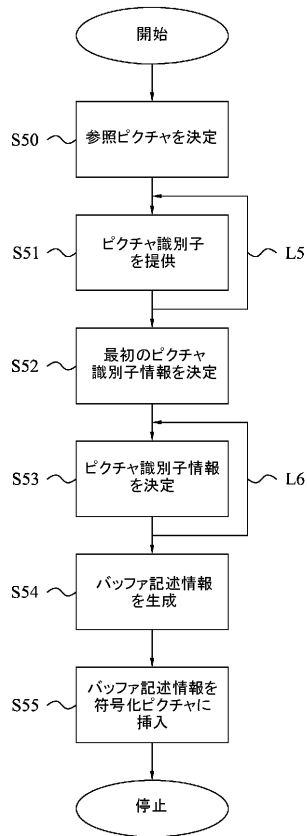 開始
S50
参照ピクチャを決定
S51
ピクチャ識別子
を提供
L5
S52
最初のピクチャ
識別子情報を決定
S53
ピクチャ識別子情報
を決定
L6
S54
バッファ記述情報
を生成
S55
バッファ記述情報を
符号化ピクチャに
挿入
停止